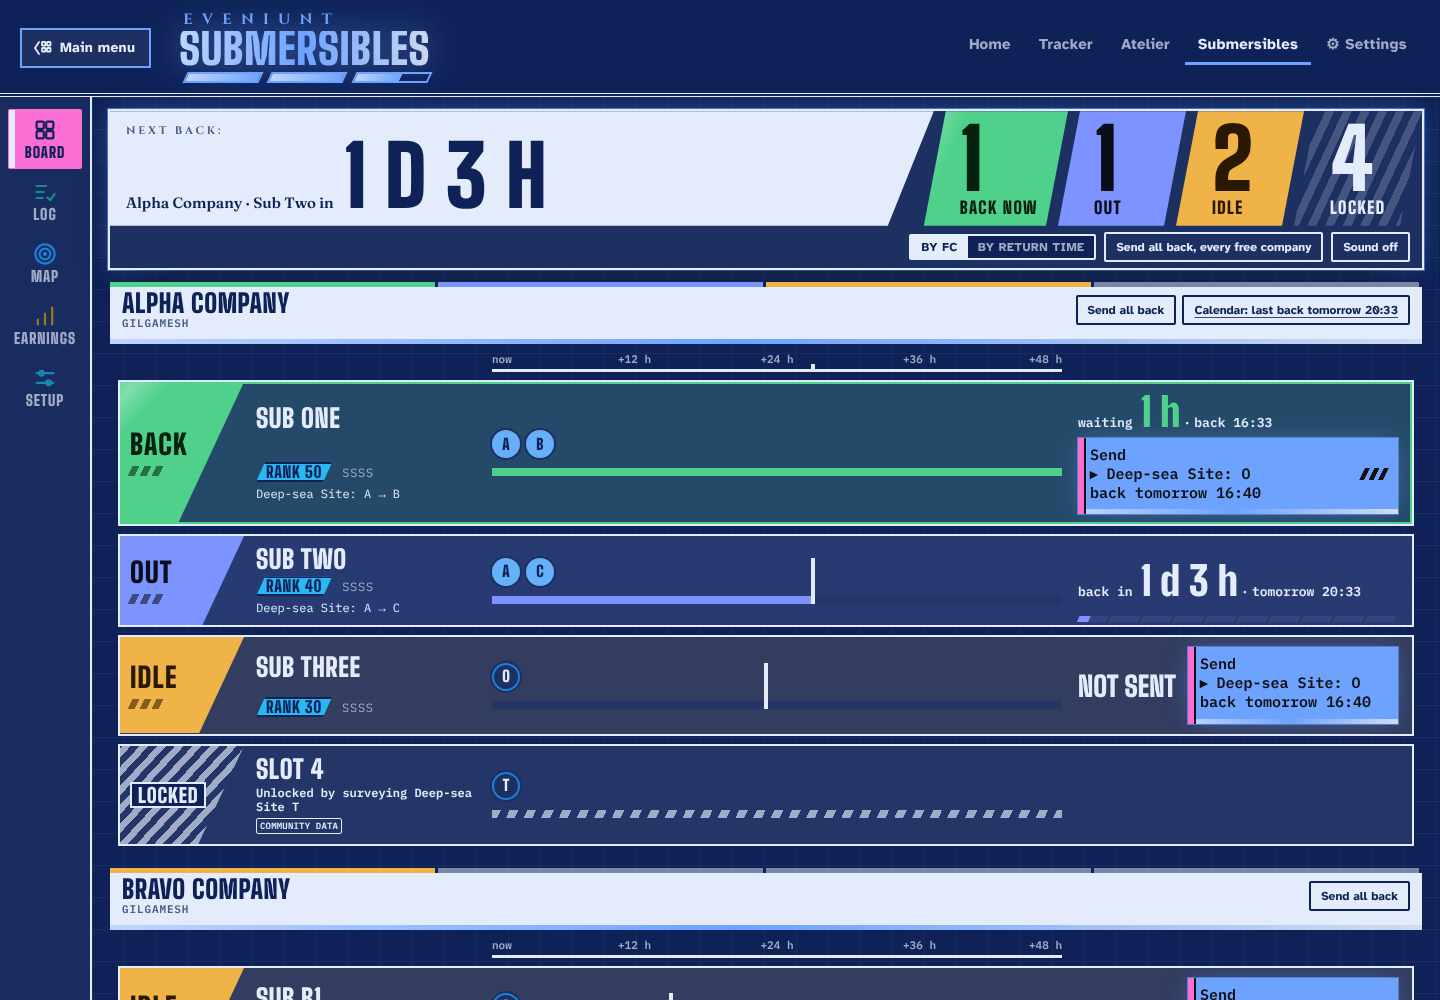 Main menu
EVENIUNT
SUBMERSIBLES
Home
Tracker
Atelier
Submersibles
Settings
BOARD
LOG
MAP
EARNINGS
SETUP
NEXT BACK:
Alpha Company · Sub Two in 1D3H
1 BACK NOW
1 OUT
2 IDLE
4 LOCKED
BY FC
BY RETURN TIME
Send all back, every free company
Sound off
ALPHA COMPANY
GILGAMESH
Send all back
Calendar: last back tomorrow 20:33
now +12 h +24 h +36 h +48 h
BACK
SUB ONE
RANK 50 SSSS
Deep-sea Site: A → B
A B
waiting 1h · back 16:33
Send
▶ Deep-sea Site: O
back tomorrow 16:40
OUT
SUB TWO
RANK 40 SSSS
Deep-sea Site: A → C
A C
back in 1d3h · tomorrow 20:33
IDLE
SUB THREE
RANK 30 SSSS
O
NOT SENT
Send
▶ Deep-sea Site: O
back tomorrow 16:40
LOCKED
SLOT 4
Unlocked by surveying Deep-sea
Site T
COMMUNITY DATA
T
BRAVO COMPANY
GILGAMESH
Send all back
now +12 h +24 h +36 h +48 h
IDLE
SUB B1
Send